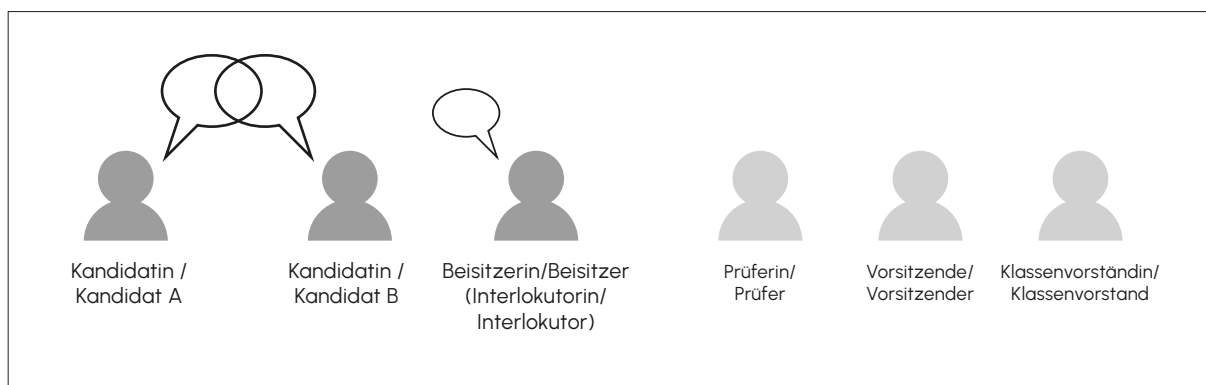 Kandidatin /
Kandidat A
Kandidatin /
Kandidat B
Beisitzerin/Beisitzer
(Interlokutorin/
Interlokutor)
Prüferin/
Prüfer
Vorsitzende/
Vorsitzender
Klassenvorständin/
Klassenvorstand